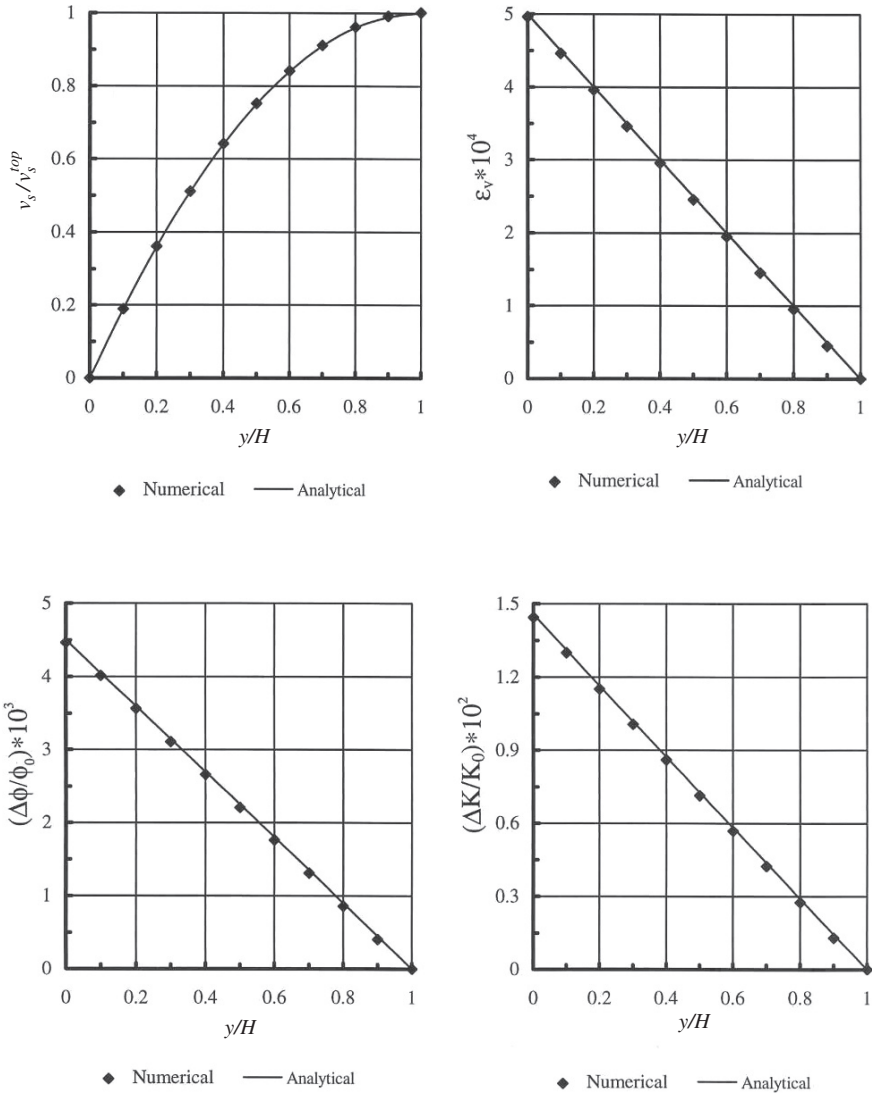 1
0.8
0.6
0.4
0.2
0
v_s/v_s^top
0 0.2 0.4 0.6 0.8 1
y/H
Numerical Analytical
5
4
3
2
1
0
ε_v*10^4
0 0.2 0.4 0.6 0.8 1
y/H
Numerical Analytical
5
4
3
2
1
0
(Δϕ/ϕ_0)*10^3
0 0.2 0.4 0.6 0.8 1
y/H
Numerical Analytical
1.5
1.2
0.9
0.6
0.3
0
(ΔK/K_0)*10^2
0 0.2 0.4 0.6 0.8 1
y/H
Numerical Analytical